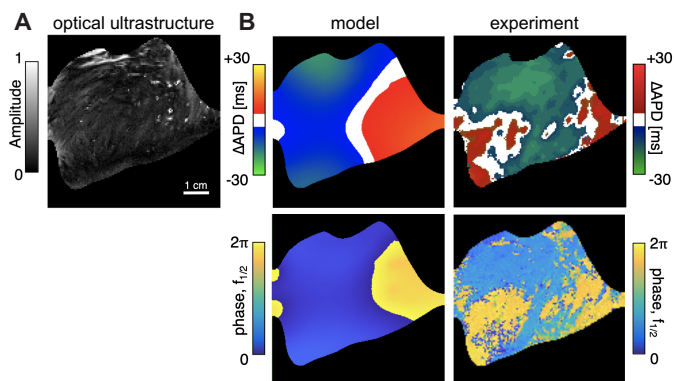 A
optical ultrastructure
1
Amplitude
0
1 cm
B
model
experiment
+30
ΔAPD [ms]
-30
+30
ΔAPD [ms]
-30
2π
phase, f1/2
0
2π
phase, f1/2
0